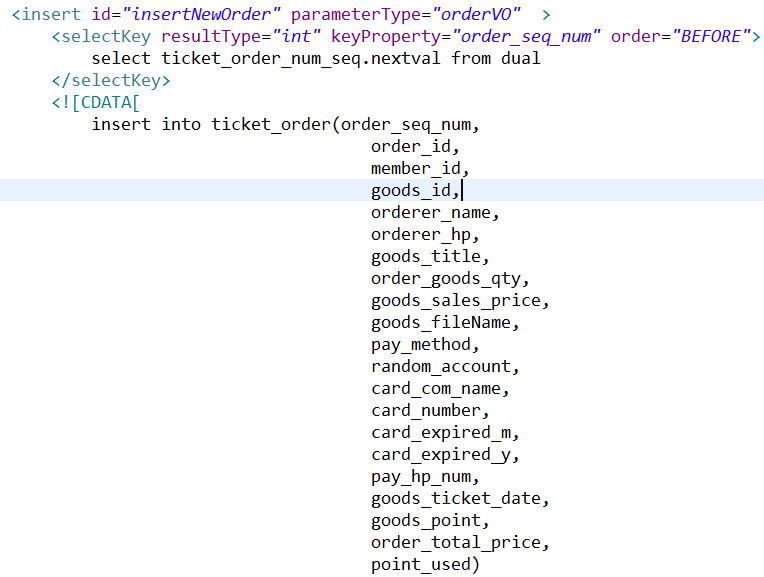 <insert id="insertNewOrder" parameterType="orderVO"  >
<selectKey resultType="int" keyProperty="order_seq_num" order="BEFORE">
select ticket_order_num_seq.nextval from dual
</selectKey>
<![CDATA[
insert into ticket_order(order_seq_num,
order_id,
member_id,
goods_id,
orderer_name,
orderer_hp,
goods_title,
order_goods_qty,
goods_sales_price,
goods_fileName,
pay_method,
random_account,
card_com_name,
card_number,
card_expired_m,
card_expired_y,
pay_hp_num,
goods_ticket_date,
goods_point,
order_total_price,
point_used)